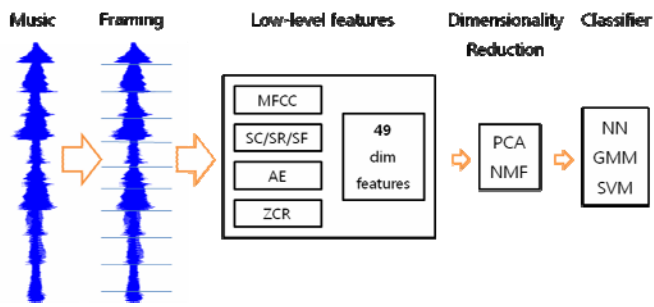 Music
Framing
Low-level features
Dimensionality
Reduction
Classifier
MFCC
SC/SR/SF
AE
ZCR
49
dim
features
PCA
NMF
NN
GMM
SVM